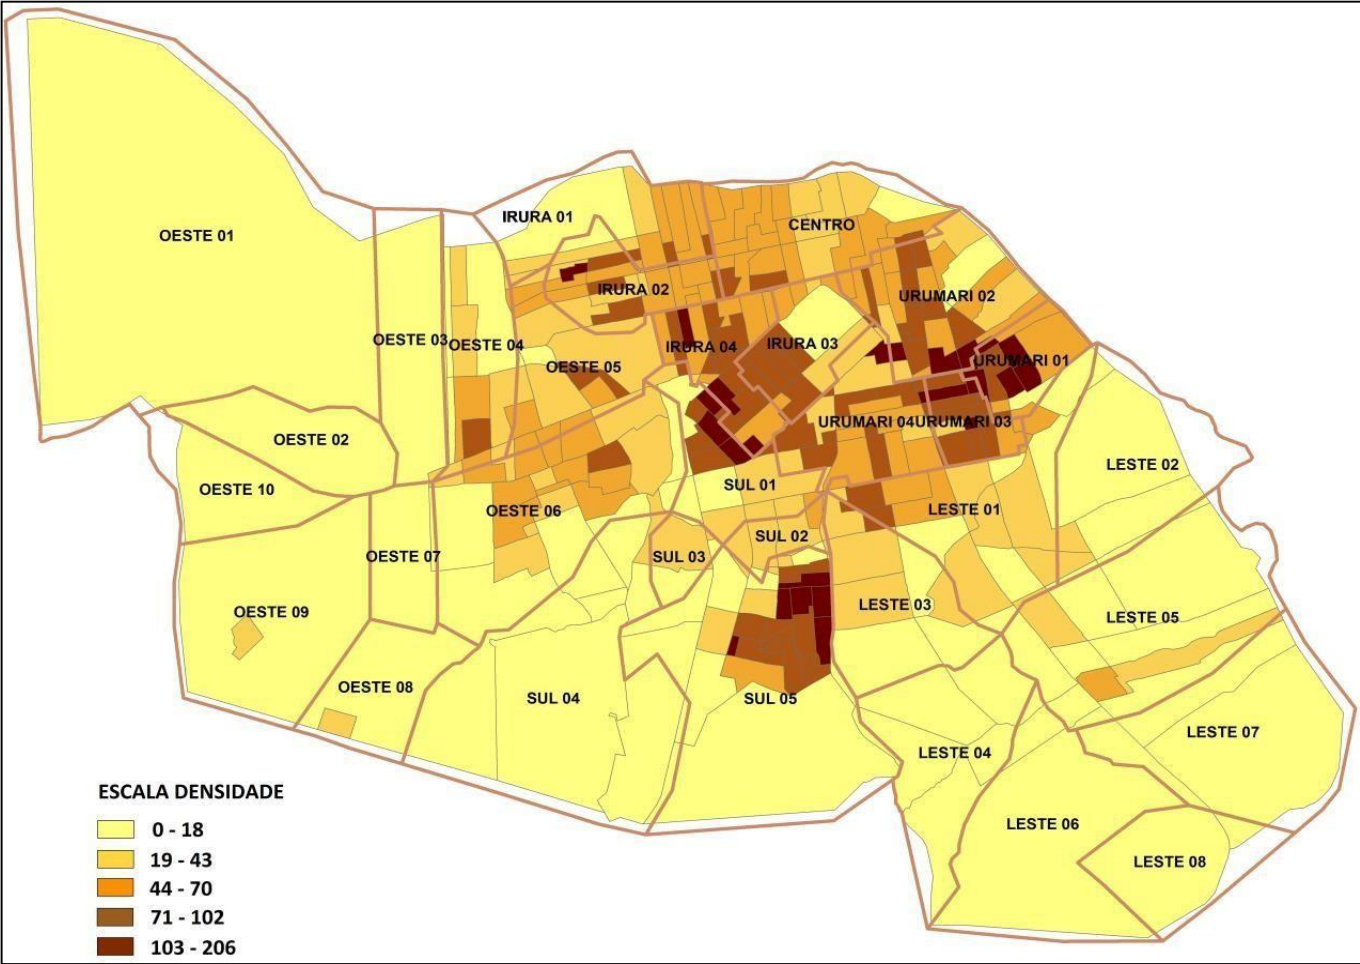 OESTE 01
IRURA 01
CENTRO
IRURA 02
URUMARI 02
OESTE 03
OESTE 04
IRURA 04
IRURA 03
OESTE 05
URUMARI 01
OESTE 02
URUMARI 04
URUMARI 03
LESTE 02
OESTE 10
SUL 01
OESTE 06
LESTE 01
SUL 02
OESTE 07
SUL 03
OESTE 09
LESTE 03
LESTE 05
OESTE 08
SUL 04
SUL 05
LESTE 07
LESTE 04
LESTE 06
LESTE 08
ESCALA DENSIDADE
0 - 18
19 - 43
44 - 70
71 - 102
103 - 206